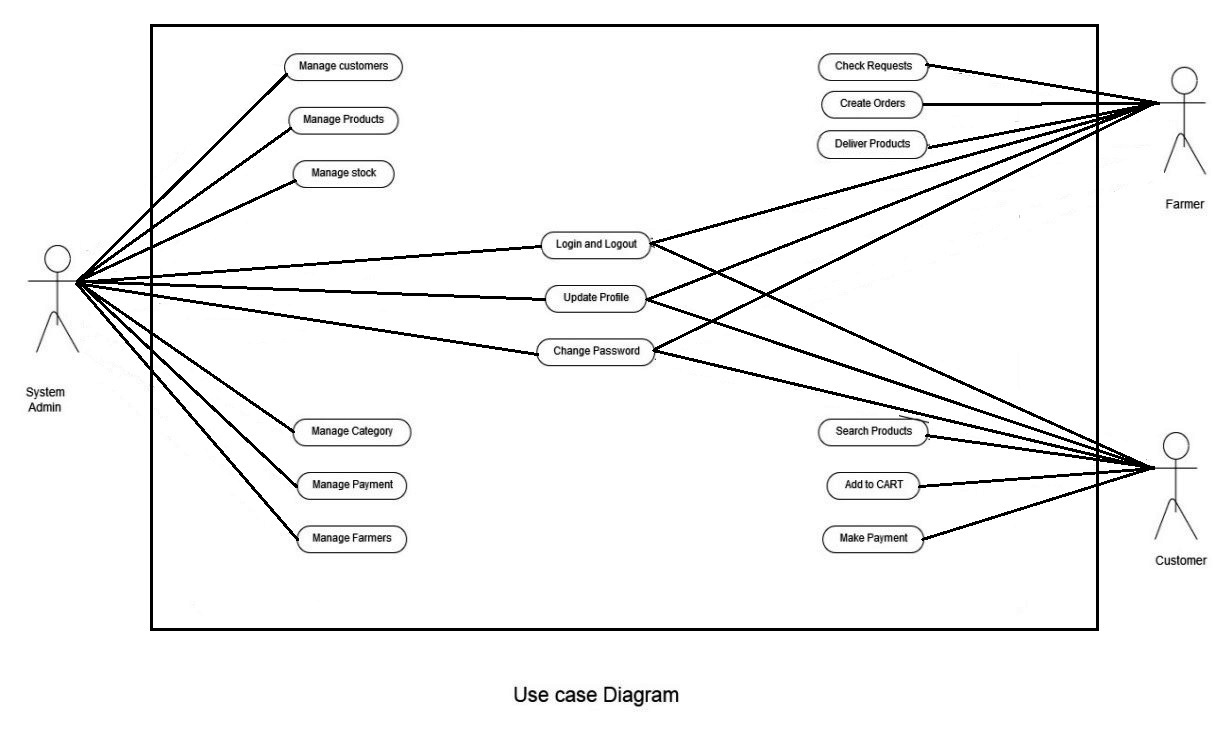 Manage customers
Manage Products
Manage stock
Check Requests
Create Orders
Deliver Products
Farmer
Login and Logout
Update Profile
Change Password
System
Admin
Manage Category
Manage Payment
Manage Farmers
Search Products
Add to CART
Make Payment
Customer
Use case Diagram